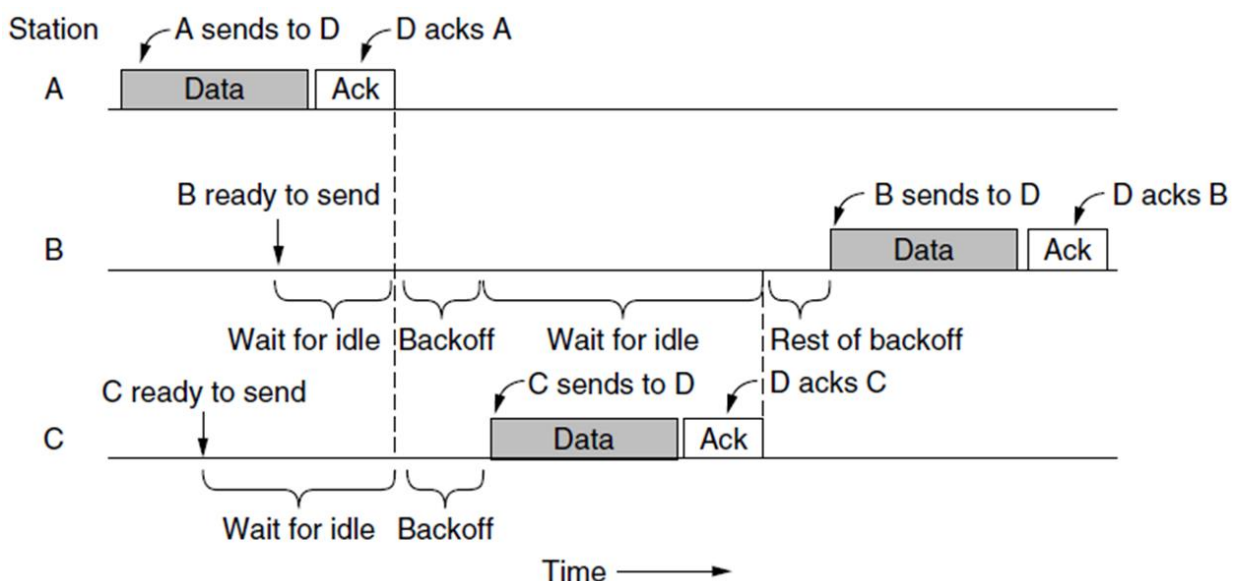 Station
A sends to D
D acks A
A
Data
Ack
B ready to send
B sends to D
D acks B
B
Data
Ack
Wait for idle
Backoff
Wait for idle
Rest of backoff
C ready to send
C sends to D
D acks C
C
Data
Ack
Wait for idle
Backoff
Time